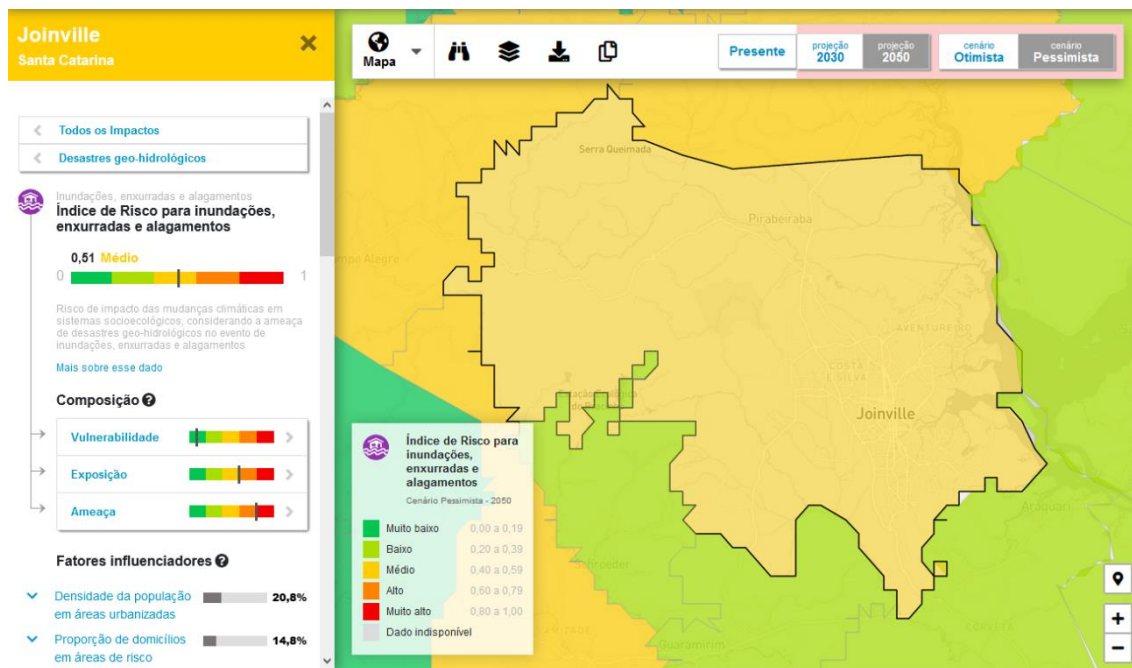 Joinville
Santa Catarina
Todos os Impactos
Desastres geo-hidrológicos
Inundações, enxurradas e alagamentos
Índice de Risco para inundações,
enxurradas e alagamentos
0,51 Médio
0 1
Risco de impacto das mudanças climáticas em
sistemas socioecológicos, considerando a ameaça
de desastres geo-hidrológicos no evento de
inundações, enxurradas e alagamentos
Mais sobre esse dado
Composição ?
Vulnerabilidade
Exposição
Ameaça
Fatores influenciadores ?
Densidade da população
em áreas urbanizadas
20,8%
Proporção de domicílios
em áreas de risco
14,8%
Mapa
Presente
projeção
2030
projeção
2050
cenário
Otimista
cenário
Pessimista
Serra Queimada
Pirabeiraba
Alegre
AVENTUREIRO
COSTA
E SILVA
Joinville
Araquari
Schroeder
Guaramirim
Índice de Risco para
inundações,
enxurradas e
alagamentos
Cenário Pessimista - 2050
Muito baixo 0,00 a 0,19
Baixo 0,20 a 0,39
Médio 0,40 a 0,59
Alto 0,60 a 0,79
Muito alto 0,80 a 1,00
Dado indisponível
+
−